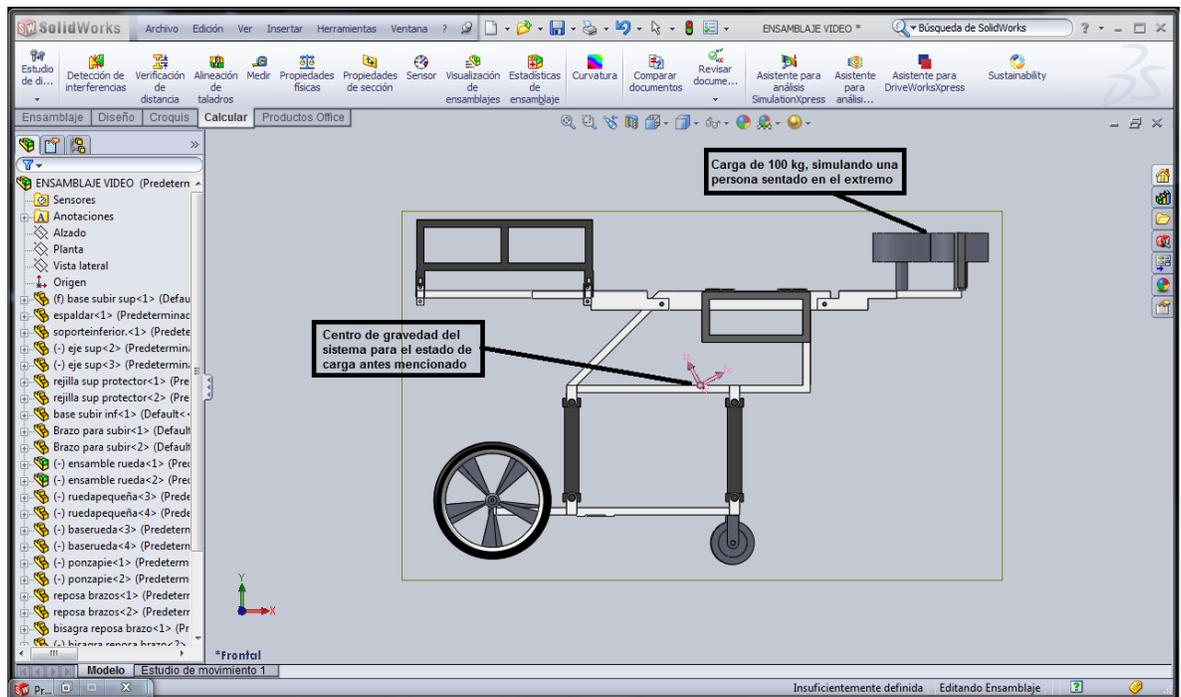 SolidWorks Archivo Edición Ver Insertar Herramientas Ventana ? ENSAMBLAJE VIDEO * Búsqueda de SolidWorks ?
Estudio
de di...
Detección de
interferencias
Verificación
de
distancia
Alineación
de
taladros
Medir
Propiedades
físicas
Propiedades
de sección
Sensor
Visualización
de
ensamblajes
Estadísticas
de
ensamblaje
Curvatura
Comparar
documentos
Revisar
docume...
Asistente para
análisis
SimulationXpress
Asistente
para
anális...
Asistente para
DriveWorksXpress
Sustainability
Ensamblaje Diseño Croquis Calcular Productos Office
ENSAMBLAJE VIDEO (Predetern
Sensores
Anotaciones
Alzado
Planta
Vista lateral
Origen
(f) base subir sup<1> (Defau
espaldar<1> (Predeterminac
soporteinferior.<1> (Predete
(-) eje sup<2> (Predetermin
(-) eje sup<3> (Predetermin
rejilla sup protector<1> (Pre
rejilla sup protector<2> (Pre
base subir inf<1> (Default<
Brazo para subir<1> (Default
Brazo para subir<2> (Default
(-) ensamble rueda<1> (Pre
(-) ensamble rueda<2> (Pre
(-) ruedapequeña<3> (Prede
(-) ruedapequeña<4> (Prede
(-) baserueda<3> (Predetern
(-) baserueda<4> (Predetern
(-) ponzapie<1> (Predeterm
(-) ponzapie<2> (Predeterm
reposa brazos<1> (Predeterr
reposa brazos<2> (Predeterr
bisagra reposa brazo<1> (Pr
Carga de 100 kg, simulando una
persona sentado en el extremo
Centro de gravedad del
sistema para el estado de
carga antes mencionado
Y
X
*Frontal
Modelo Estudio de movimiento 1
Pr...
Insuficientemente definida Editando Ensamblaje